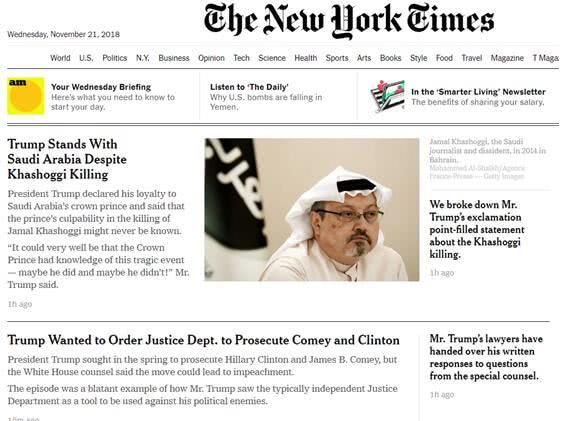 The New York Times
Wednesday, November 21, 2018
World U.S. Politics N.Y. Business Opinion Tech Science Health Sports Arts Books Style Food Travel Magazine T Maga
am
Your Wednesday Briefing
Here's what you need to know to
start your day.
Listen to 'The Daily'
Why U.S. bombs are falling in
Yemen.
In the 'Smarter Living' Newsletter
The benefits of sharing your salary.
Trump Stands With
Saudi Arabia Despite
Khashoggi Killing
President Trump declared his loyalty to
Saudi Arabia's crown prince and said that
the prince's culpability in the killing of
Jamal Khashoggi might never be known.
"It could very well be that the Crown
Prince had knowledge of this tragic event
— maybe he did and maybe he didn't!" Mr.
Trump said.
1h ago
Jamal Khashoggi, the Saudi
journalist and dissident, in 2014 in
Bahrain.
Mohammed Al-Shaikh/Agence
France-Presse — Getty Images
We broke down Mr.
Trump's exclamation
point-filled statement
about the Khashoggi
killing.
1h ago
Trump Wanted to Order Justice Dept. to Prosecute Comey and Clinton
President Trump sought in the spring to prosecute Hillary Clinton and James B. Comey, but
the White House counsel said the move could lead to impeachment.
The episode was a blatant example of how Mr. Trump saw the typically independent Justice
Department as a tool to be used against his political enemies.
15m ago
Mr. Trump's lawyers have
handed over his written
responses to questions
from the special counsel.
1h ago